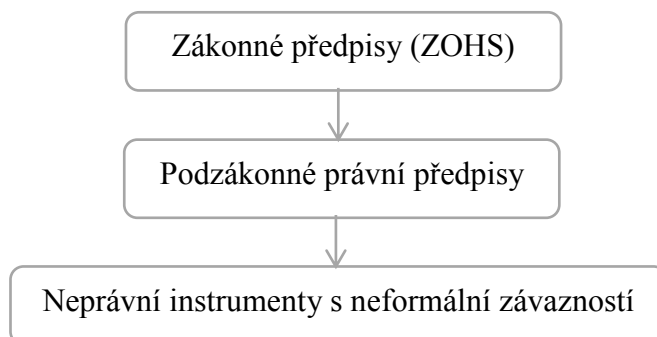 Zákonné předpisy (ZOHS)
Podzákonné právní předpisy
Neprávní instrumenty s neformální závazností